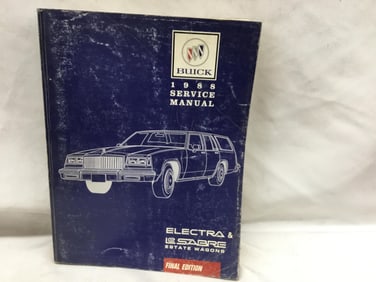 BUICK
1988
SERVICE
MANUAL
ELECTRA &
LeSABRE
ESTATE WAGONS
FINAL EDITION